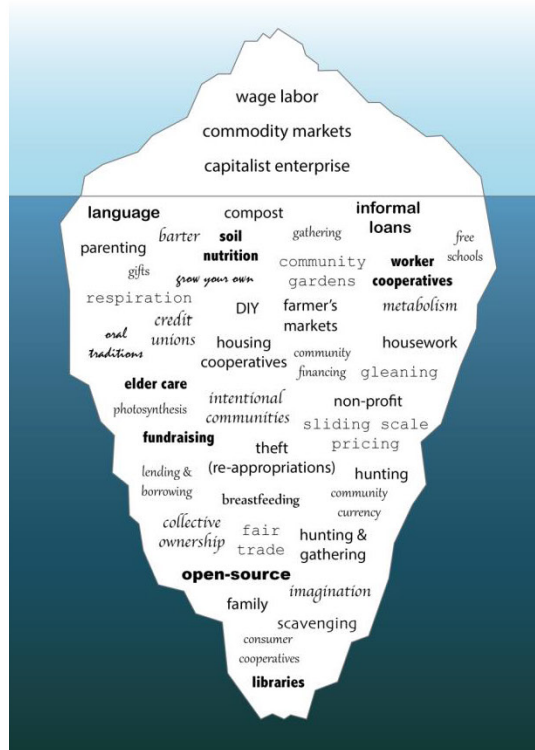 wage labor
commodity markets
capitalist enterprise
language
compost
informal
loans
parenting
barter
soil
nutrition
gathering
free
schools
gifts
grow your own
community
gardens
worker
cooperatives
respiration
credit
unions
DIY
farmer's
markets
metabolism
oral
traditions
housing
cooperatives
community
financing
housework
gleaning
elder care
photosynthesis
intentional
communities
non-profit
sliding scale
pricing
fundraising
theft
(re-appropriations)
hunting
lending &
borrowing
breastfeeding
community
currency
collective
ownership
fair
trade
hunting &
gathering
open-source
imagination
family
scavenging
consumer
cooperatives
libraries